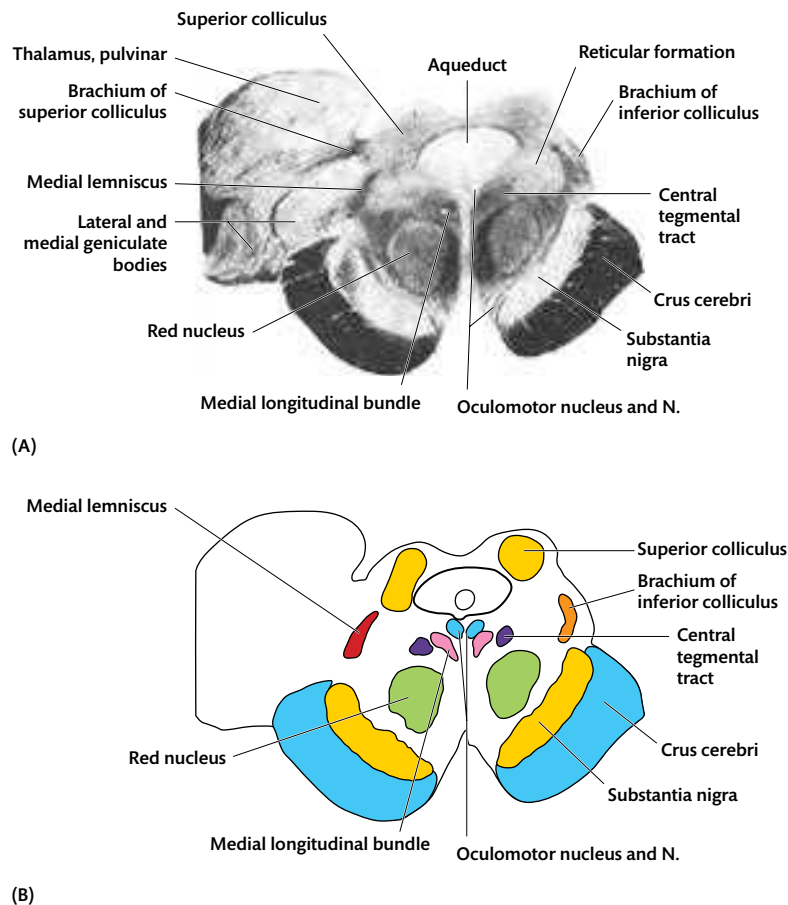 Superior colliculus
Thalamus, pulvinar
Brachium of
superior colliculus
Medial lemniscus
Lateral and
medial geniculate
bodies
Red nucleus
Medial longitudinal bundle
Aqueduct
Reticular formation
Brachium of
inferior colliculus
Central
tegmental
tract
Crus cerebri
Substantia
nigra
Oculomotor nucleus and N.
(A)
Medial lemniscus
Superior colliculus
Brachium of
inferior colliculus
Central
tegmental
tract
Crus cerebri
Red nucleus
Substantia nigra
Medial longitudinal bundle
Oculomotor nucleus and N.
(B)